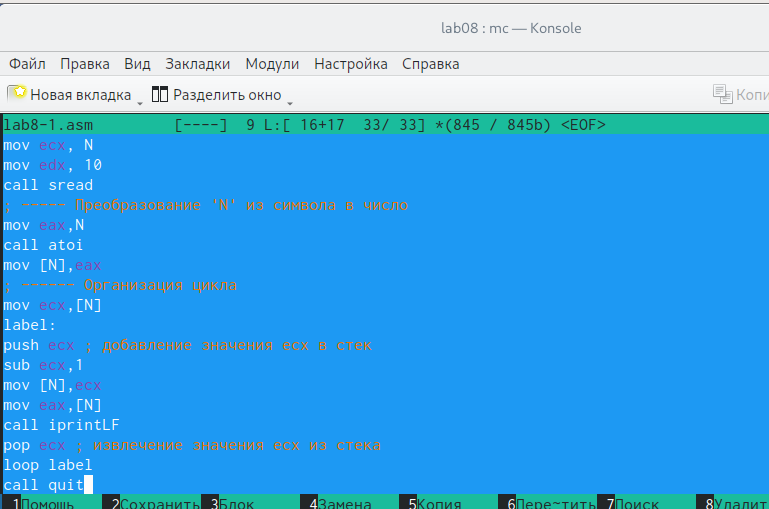 lab08 : mc — Konsole
Файл Правка Вид Закладки Модули Настройка Справка
Новая вкладка Разделить окно Копи
lab8-1.asm [----] 9 L:[ 16+17 33/ 33] *(845 / 845b) <EOF>
mov ecx, N
mov edx, 10
call sread
; ----- Преобразование 'N' из символа в число
mov eax,N
call atoi
mov [N],eax
; ------ Организация цикла
mov ecx,[N]
label:
push ecx ; добавление значения ecx в стек
sub ecx,1
mov [N],ecx
mov eax,[N]
call iprintLF
pop ecx ; извлечение значения ecx из стека
loop label
call quit
1Помощь 2Сохранить 3Блок 4Замена 5Копия 6Пере~тить 7Поиск 8Удалит